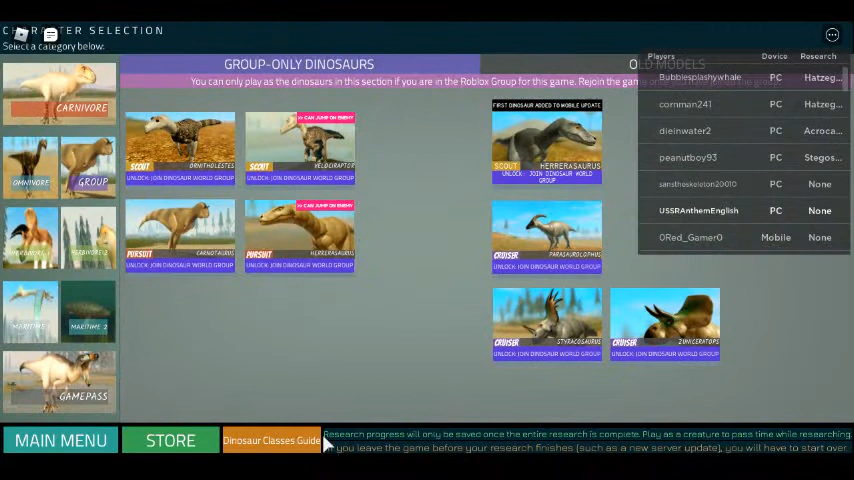 CHARACTER SELECTION
Select a category below:
GROUP-ONLY DINOSAURS
OLD MODELS
You can only play as the dinosaurs in this section if you are in the Roblox Group for this game. Rejoin the game
Players Device Research
Bubblesplashywhale PC Hatzeg...
comman241 PC Hatzeg...
dieinwater2 PC Acroca...
peanutboy93 PC Stegos...
sanstheskeleton20010 PC None
USSRAnthemEnglish PC None
0Red_Gamer0 Mobile None
CARNIVORE
OMNIVORE
GROUP
HERBIVORE 1
HERBIVORE 2
MARITIME 1
MARITIME 2
GAMEPASS
SCOUT
ORNITHOLESTES
UNLOCK: JOIN DINOSAUR WORLD GROUP
>> CAN JUMP ON ENEMY
SCOUT
VELOCIRAPTOR
UNLOCK: JOIN DINOSAUR WORLD GROUP
PURSUIT
CARNOTAURUS
UNLOCK: JOIN DINOSAUR WORLD GROUP
>> CAN JUMP ON ENEMY
PURSUIT
HERRERASAURUS
UNLOCK: JOIN DINOSAUR WORLD GROUP
FIRST DINOSAUR ADDED TO MOBILE UPDATE
SCOUT
HERRERASAURUS
UNLOCK: JOIN DINOSAUR WORLD
GROUP
CRUISER
PARASAUROLOPHUS
UNLOCK: JOIN DINOSAUR WORLD GROUP
CRUISER
STYRACOSAURUS
UNLOCK: JOIN DINOSAUR WORLD GROUP
CRUISER
ZUNICERATOPS
UNLOCK: JOIN DINOSAUR WORLD GROUP
MAIN MENU
STORE
Dinosaur Classes Guide
Research progress will only be saved once the entire research is complete. Play as a creature to pass time while researching.
If you leave the game before your research finishes (such as a new server update), you will have to start over.